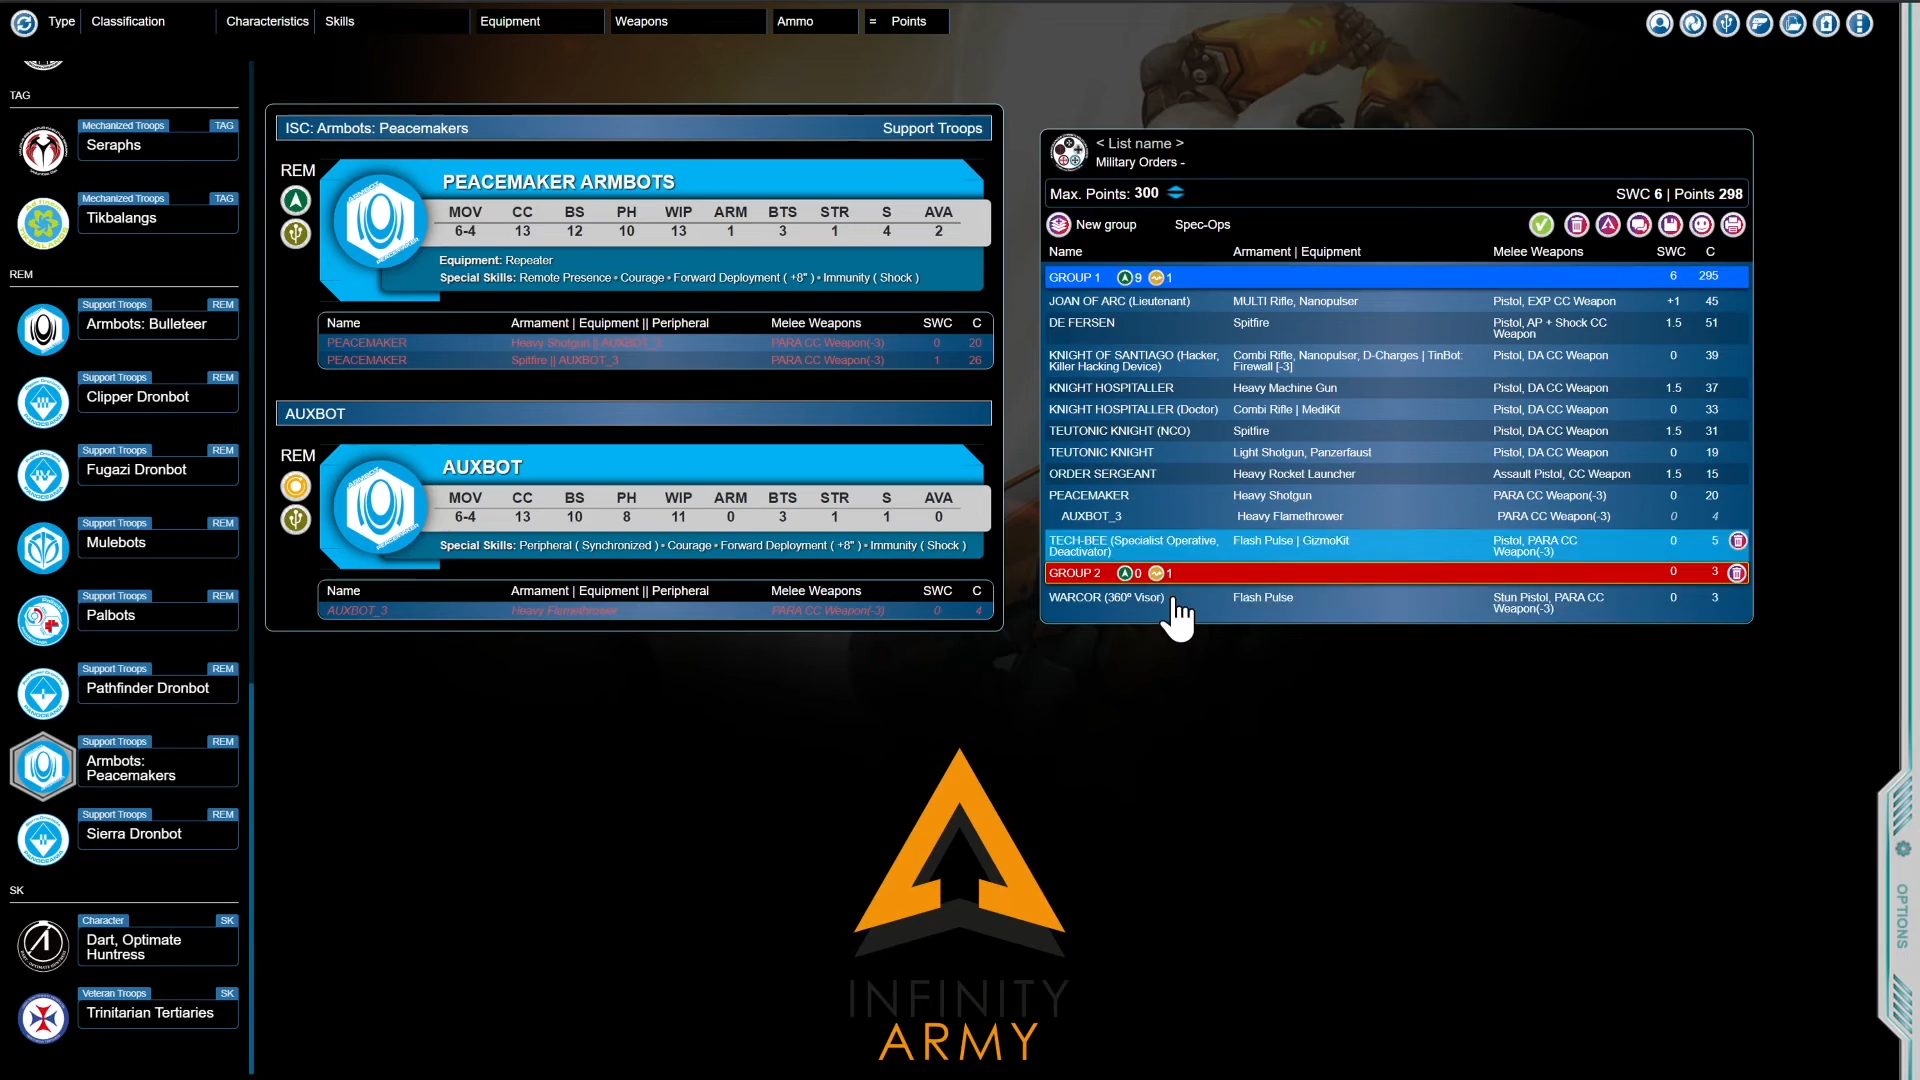 Type Classification Characteristics Skills Equipment Weapons Ammo = Points
TAG
Mechanized Troops TAG
Seraphs
Mechanized Troops TAG
Tikbalangs
REM
Support Troops REM
Armbots: Bulleteer
Support Troops REM
Clipper Dronbot
Support Troops REM
Fugazi Dronbot
Support Troops REM
Mulebots
Support Troops REM
Palbots
Support Troops REM
Pathfinder Dronbot
Support Troops REM
Armbots:
Peacemakers
Support Troops REM
Sierra Dronbot
SK
Character SK
Dart, Optimate
Huntress
Veteran Troops SK
Trinitarian Tertiaries
ISC: Armbots: Peacemakers Support Troops
REM
PEACEMAKER ARMBOTS
MOV CC BS PH WIP ARM BTS STR S AVA
6-4 13 12 10 13 1 3 1 4 2
Equipment: Repeater
Special Skills: Remote Presence • Courage • Forward Deployment ( +8" ) • Immunity ( Shock )
Name Armament | Equipment || Peripheral Melee Weapons SWC C
PEACEMAKER Heavy Shotgun || AUXBOT_3 PARA CC Weapon(-3) 0 20
PEACEMAKER Spitfire || AUXBOT_3 PARA CC Weapon(-3) 1 26
AUXBOT
REM
AUXBOT
MOV CC BS PH WIP ARM BTS STR S AVA
6-4 13 10 8 11 0 3 1 1 0
Special Skills: Peripheral ( Synchronized ) • Courage • Forward Deployment ( +8" ) • Immunity ( Shock )
Name Armament | Equipment || Peripheral Melee Weapons SWC C
AUXBOT_3 Heavy Flamethrower PARA CC Weapon(-3) 0 4
< List name >
Military Orders -
Max. Points: 300 SWC 6 | Points 298
New group Spec-Ops
Name Armament | Equipment Melee Weapons SWC C
GROUP 1 9 1 6 295
JOAN OF ARC (Lieutenant) MULTI Rifle, Nanopulser Pistol, EXP CC Weapon +1 45
DE FERSEN Spitfire Pistol, AP + Shock CC Weapon 1.5 51
KNIGHT OF SANTIAGO (Hacker, Killer Hacking Device) Combi Rifle, Nanopulser, D-Charges | TinBot: Firewall [-3] Pistol, DA CC Weapon 0 39
KNIGHT HOSPITALLER Heavy Machine Gun Pistol, DA CC Weapon 1.5 37
KNIGHT HOSPITALLER (Doctor) Combi Rifle | MediKit Pistol, DA CC Weapon 0 33
TEUTONIC KNIGHT (NCO) Spitfire Pistol, DA CC Weapon 1.5 31
TEUTONIC KNIGHT Light Shotgun, Panzerfaust Pistol, DA CC Weapon 0 19
ORDER SERGEANT Heavy Rocket Launcher Assault Pistol, CC Weapon 1.5 15
PEACEMAKER Heavy Shotgun PARA CC Weapon(-3) 0 20
AUXBOT_3 Heavy Flamethrower PARA CC Weapon(-3) 0 4
TECH-BEE (Specialist Operative, Deactivator) Flash Pulse | GizmoKit Pistol, PARA CC Weapon(-3) 0 5
GROUP 2 0 1 0 3
WARCOR (360º Visor) Flash Pulse Stun Pistol, PARA CC Weapon(-3) 0 3
OPTIONS
INFINITY
ARMY